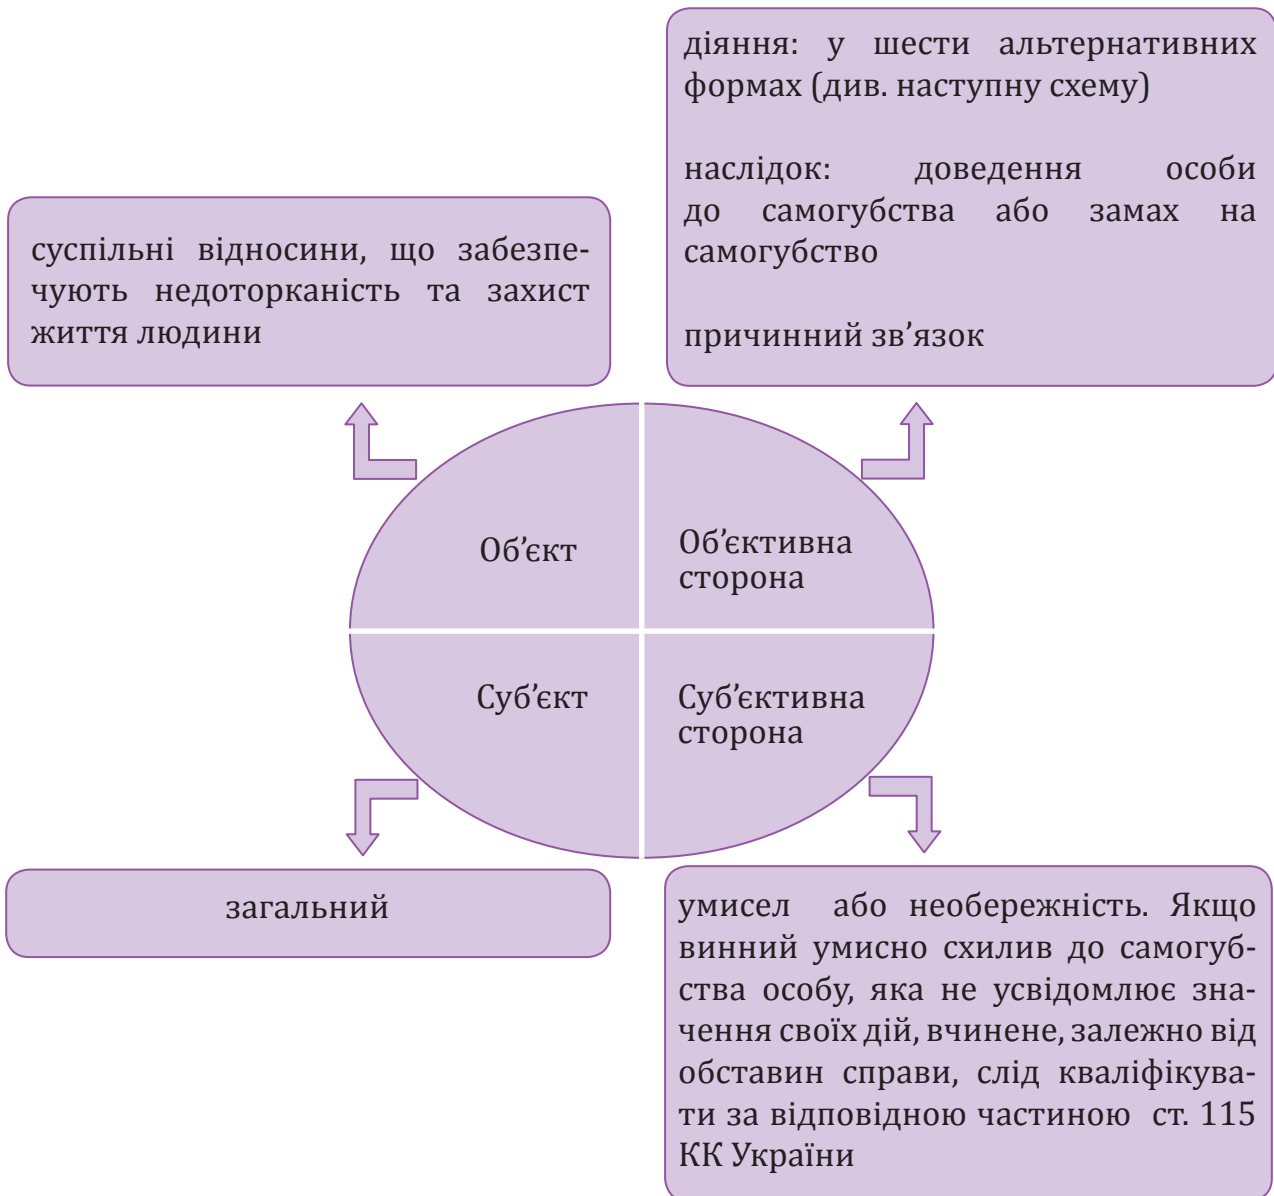 діяння: у шести альтернативних
формах (див. наступну схему)
наслідок: доведення особи
до самогубства або замах на
самогубство
причинний зв’язок
суспільні відносини, що забезпе-
чують недоторканість та захист
життя людини
Об’єкт
Об’єктивна
сторона
Суб’єкт
Суб’єктивна
сторона
загальний
умисел або необережність. Якщо
винний умисно схилив до самогуб-
ства особу, яка не усвідомлює зна-
чення своїх дій, вчинене, залежно від
обставин справи, слід кваліфікува-
ти за відповідною частиною ст. 115
КК України